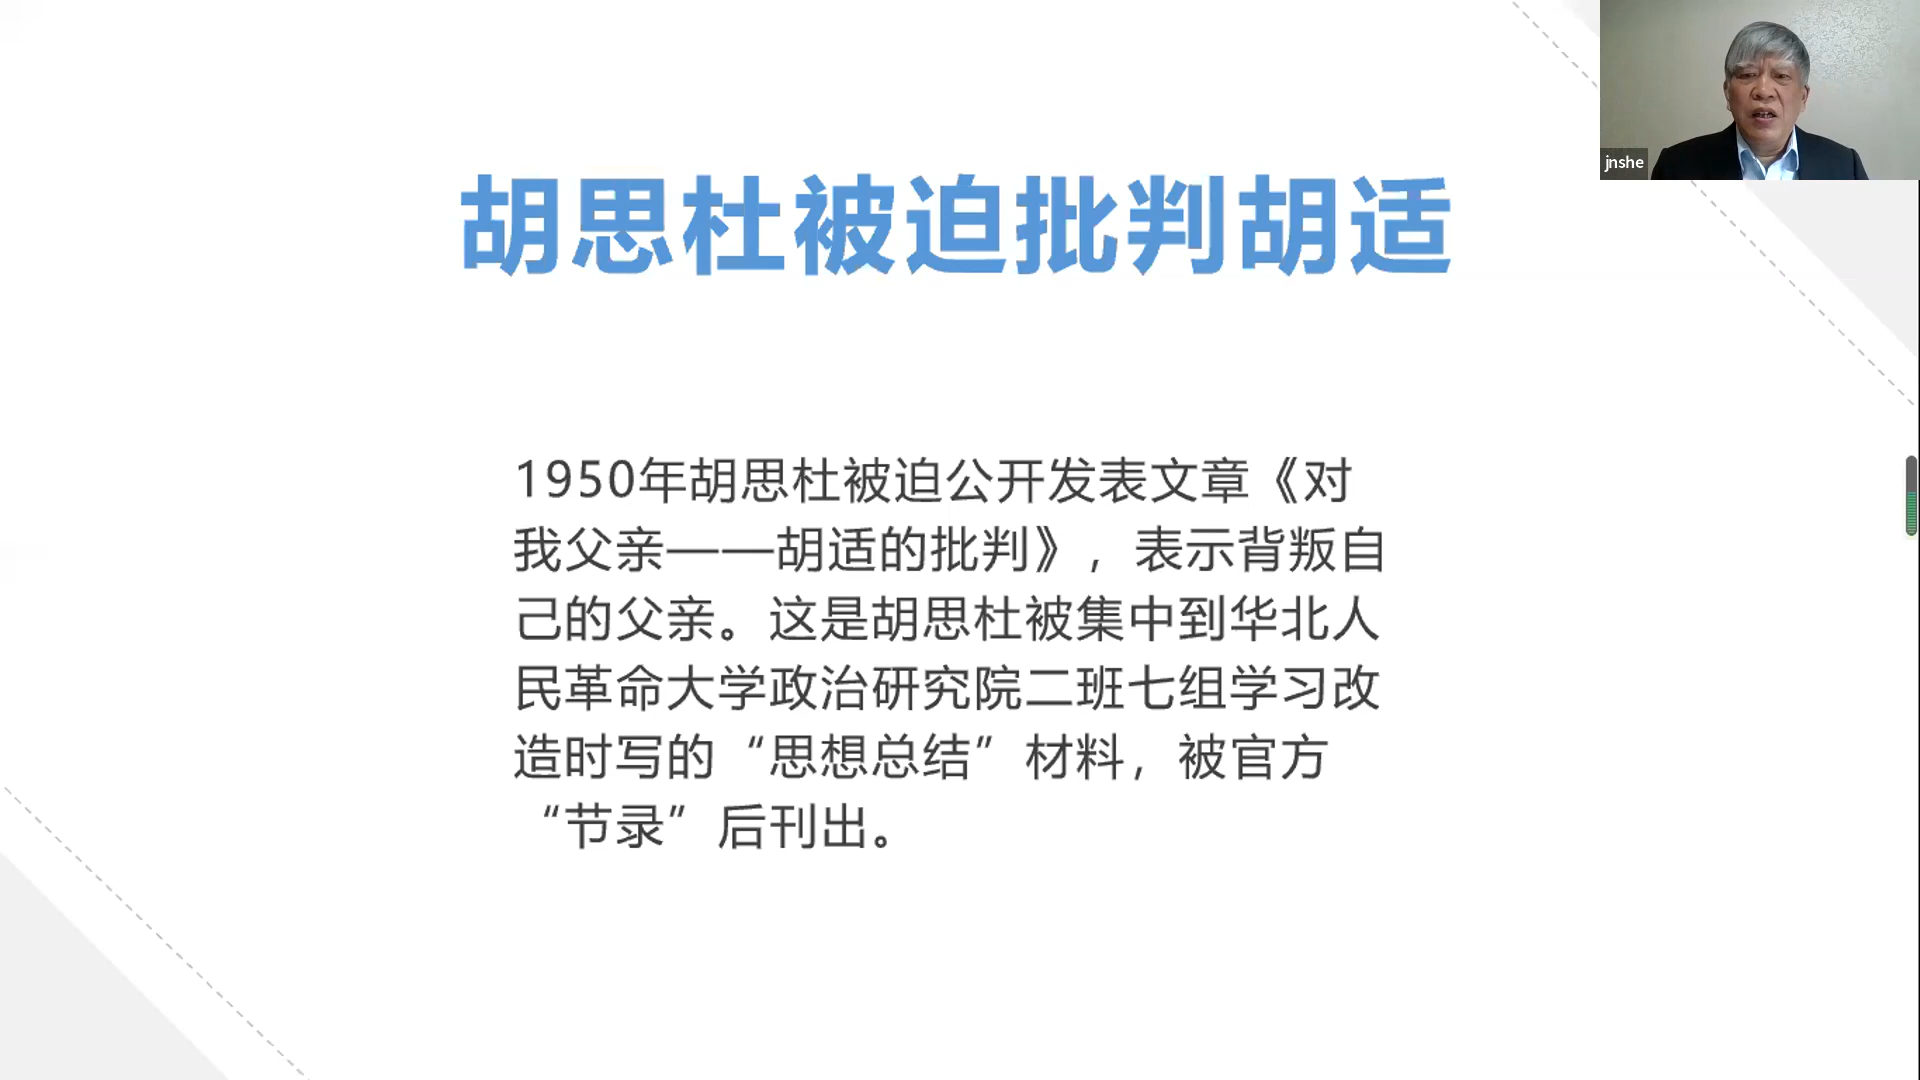 jnshe
胡思杜被迫批判胡适
1950年胡思杜被迫公开发表文章《对
我父亲——胡适的批判》，表示背叛自
己的父亲。这是胡思杜被集中到华北人
民革命大学政治研究院二班七组学习改
造时写的“思想总结”材料，被官方
“节录”后刊出。